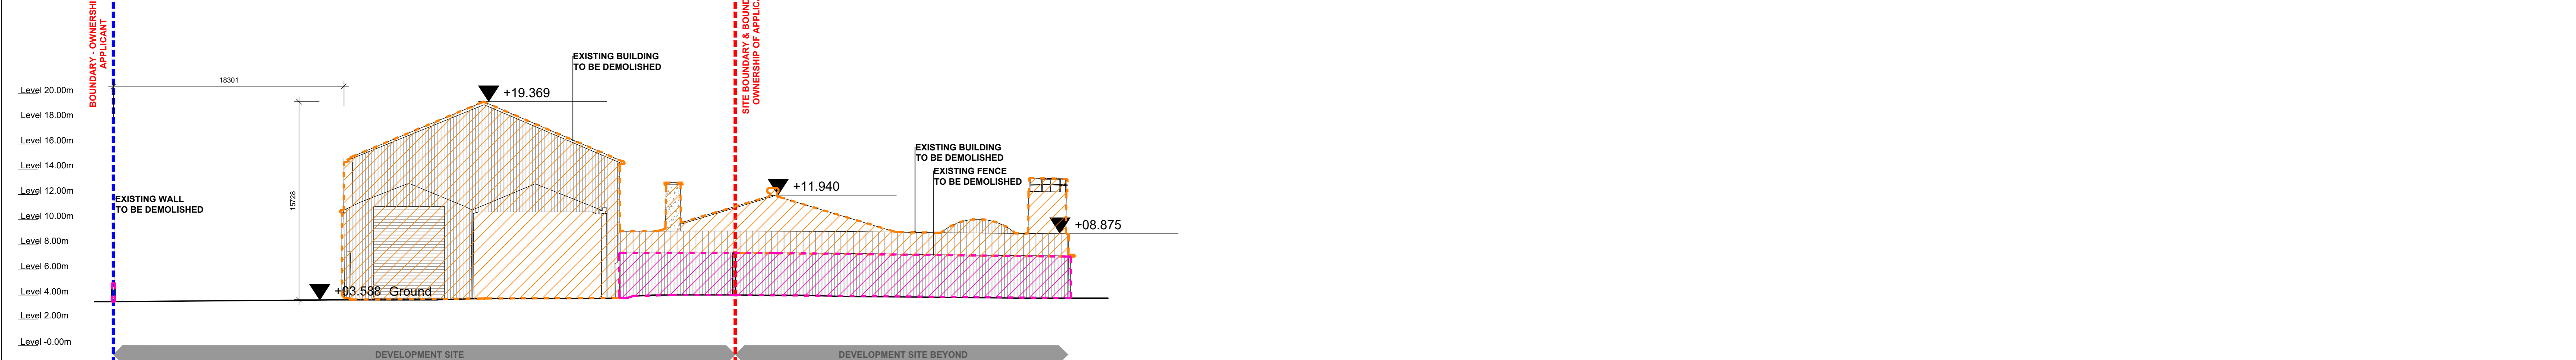 BOUNDARY - OWNERSHI
APPLICANT
SITE BOUNDARY & BOUND
OWNERSHIP OF APPLICA
EXISTING BUILDING
TO BE DEMOLISHED
18301
Level 20.00m
+19.369
Level 18.00m
Level 16.00m
EXISTING BUILDING
TO BE DEMOLISHED
Level 14.00m
EXISTING FENCE
TO BE DEMOLISHED
Level 12.00m
+11.940
EXISTING WALL
TO BE DEMOLISHED
15728
Level 10.00m
+08.875
Level 8.00m
Level 6.00m
Level 4.00m
+03.588 Ground
Level 2.00m
Level -0.00m
DEVELOPMENT SITE
DEVELOPMENT SITE BEYOND